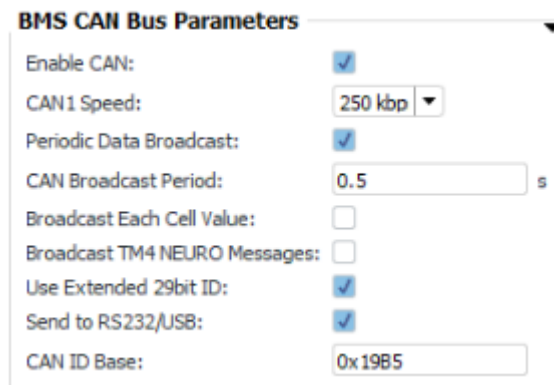 BMS CAN Bus Parameters
Enable CAN:
CAN1 Speed: 250 kbp
Periodic Data Broadcast:
CAN Broadcast Period: 0.5 s
Broadcast Each Cell Value:
Broadcast TM4 NEURO Messages:
Use Extended 29bit ID:
Send to RS232/USB:
CAN ID Base: 0x19B5